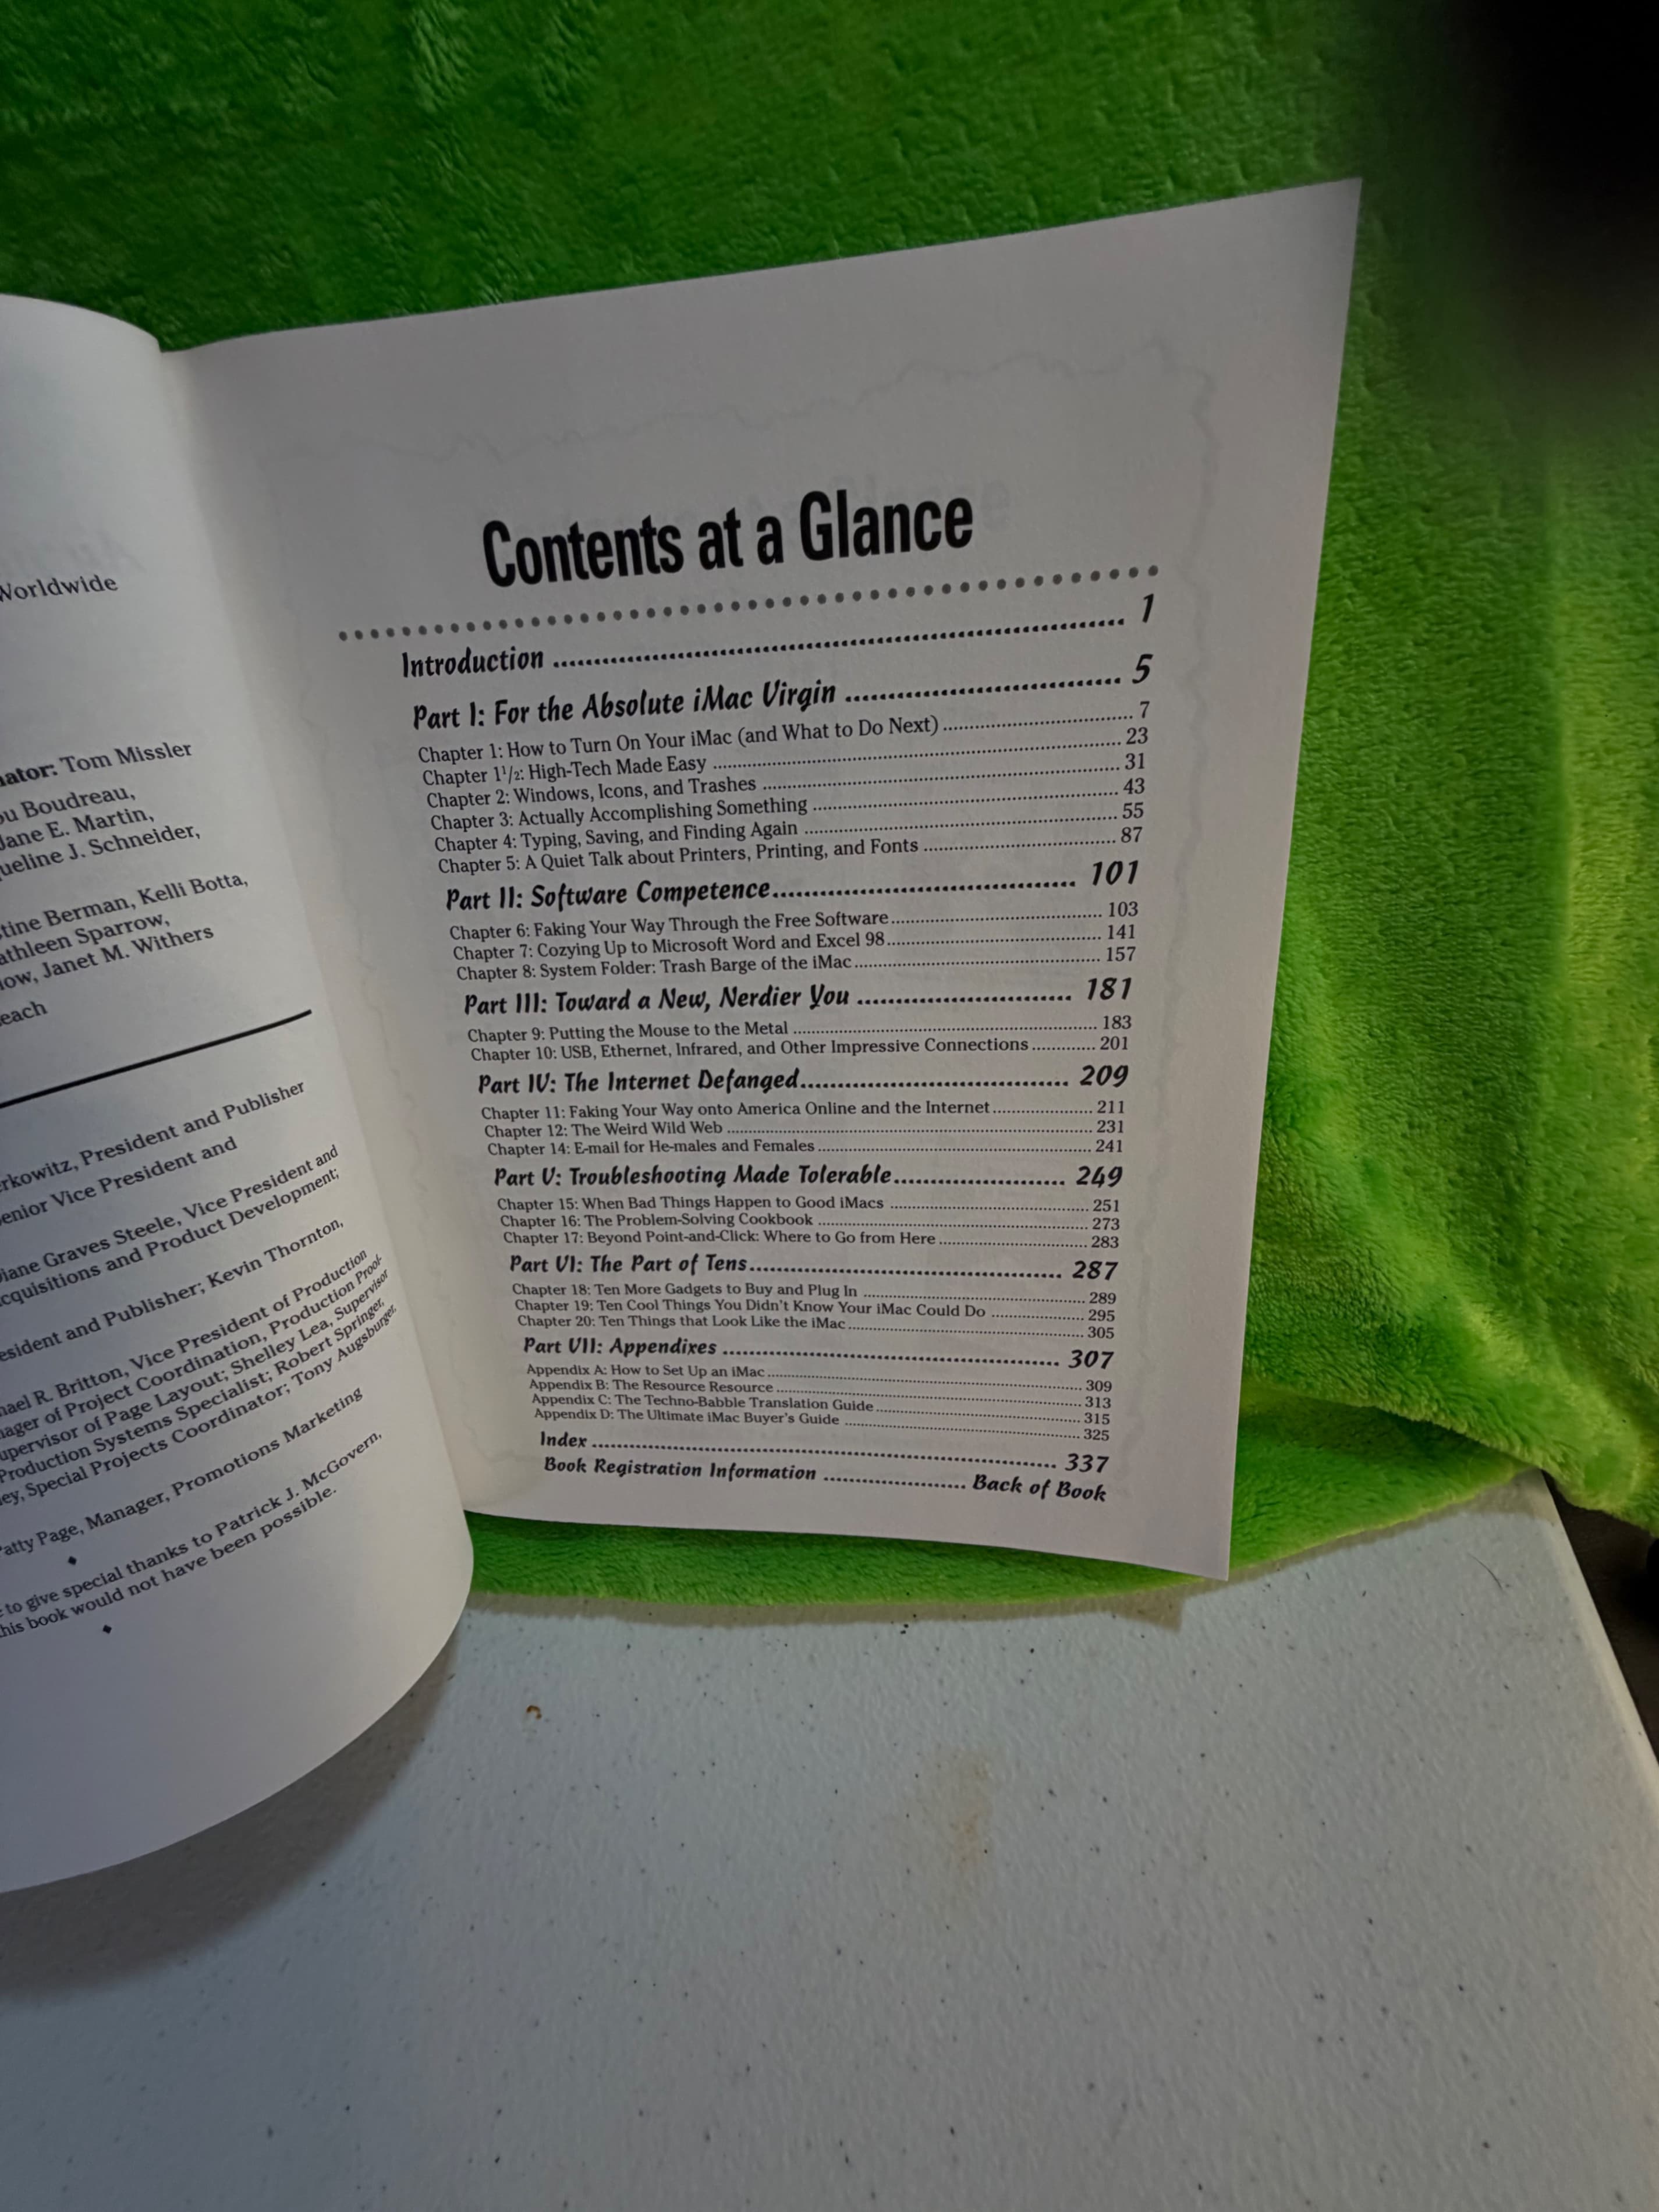 Worldwide
nator: Tom Missler
ou Boudreau,
Jane E. Martin,
queline J. Schneider,
stine Berman, Kelli Botta,
athleen Sparrow,
low, Janet M. Withers
each
erkowitz, President and Publisher
enior Vice President and
Diane Graves Steele, Vice President and
cquisitions and Product Development;
esident and Publisher; Kevin Thornton,
hael R. Britton, Vice President of Production
nager of Project Coordination, Production Proof-
upervisor of Page Layout; Shelley Lea, Supervisor
Production Systems Specialist; Robert Springer,
ley, Special Projects Coordinator; Tony Augsburger,
Patty Page, Manager, Promotions Marketing
to give special thanks to Patrick J. McGovern,
this book would not have been possible.
Contents at a Glance
Introduction ........ 1
Part I: For the Absolute iMac Virgin ........ 5
Chapter 1: How to Turn On Your iMac (and What to Do Next) ........ 7
Chapter 1½: High-Tech Made Easy ........ 23
Chapter 2: Windows, Icons, and Trashes ........ 31
Chapter 3: Actually Accomplishing Something ........ 43
Chapter 4: Typing, Saving, and Finding Again ........ 55
Chapter 5: A Quiet Talk about Printers, Printing, and Fonts ........ 87
Part II: Software Competence ........ 101
Chapter 6: Faking Your Way Through the Free Software ........ 103
Chapter 7: Cozying Up to Microsoft Word and Excel 98 ........ 141
Chapter 8: System Folder: Trash Barge of the iMac ........ 157
Part III: Toward a New, Nerdier You ........ 181
Chapter 9: Putting the Mouse to the Metal ........ 183
Chapter 10: USB, Ethernet, Infrared, and Other Impressive Connections ........ 201
Part IV: The Internet Defanged ........ 209
Chapter 11: Faking Your Way onto America Online and the Internet ........ 211
Chapter 12: The Weird Wild Web ........ 231
Chapter 14: E-mail for He-males and Females ........ 241
Part V: Troubleshooting Made Tolerable ........ 249
Chapter 15: When Bad Things Happen to Good iMacs ........ 251
Chapter 16: The Problem-Solving Cookbook ........ 273
Chapter 17: Beyond Point-and-Click: Where to Go from Here ........ 283
Part VI: The Part of Tens ........ 287
Chapter 18: Ten More Gadgets to Buy and Plug In ........ 289
Chapter 19: Ten Cool Things You Didn't Know Your iMac Could Do ........ 295
Chapter 20: Ten Things that Look Like the iMac ........ 305
Part VII: Appendixes ........ 307
Appendix A: How to Set Up an iMac ........ 309
Appendix B: The Resource Resource ........ 313
Appendix C: The Techno-Babble Translation Guide ........ 315
Appendix D: The Ultimate iMac Buyer's Guide ........ 325
Index ........ 337
Book Registration Information ........ Back of Book